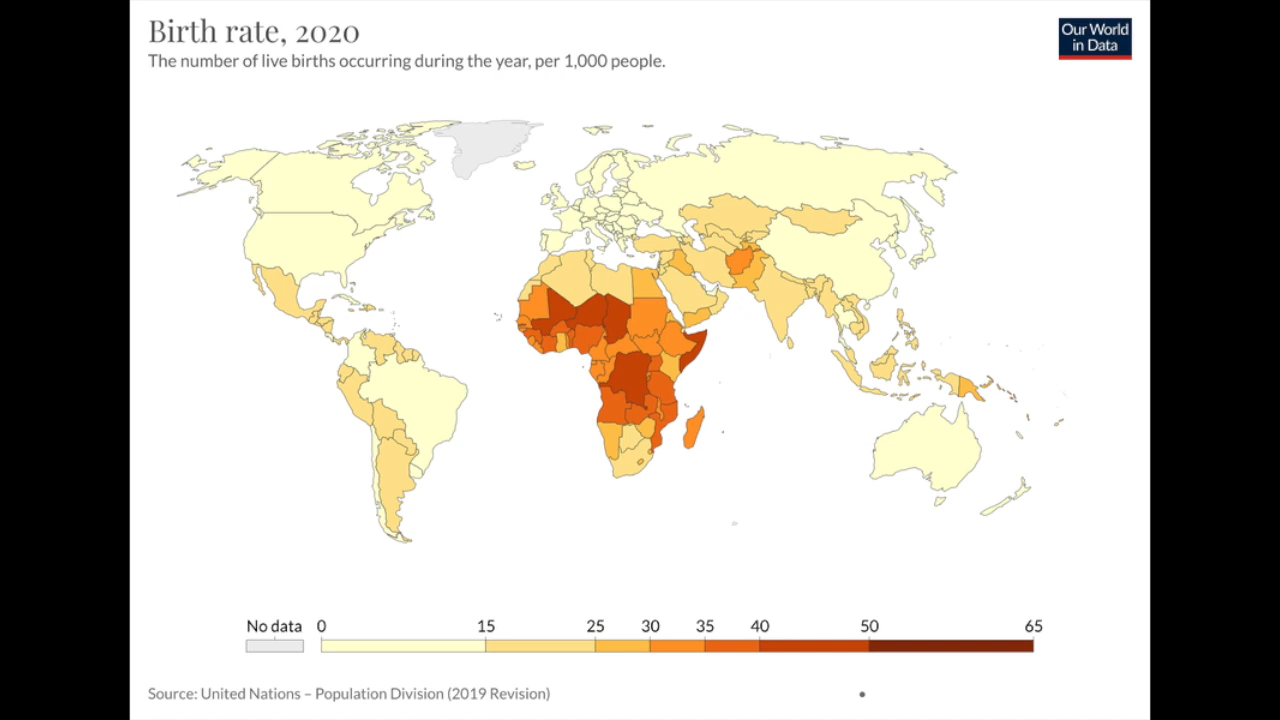 Birth rate, 2020
The number of live births occurring during the year, per 1,000 people.
Our World
in Data
No data 0 15 25 30 35 40 50 65
Source: United Nations – Population Division (2019 Revision)